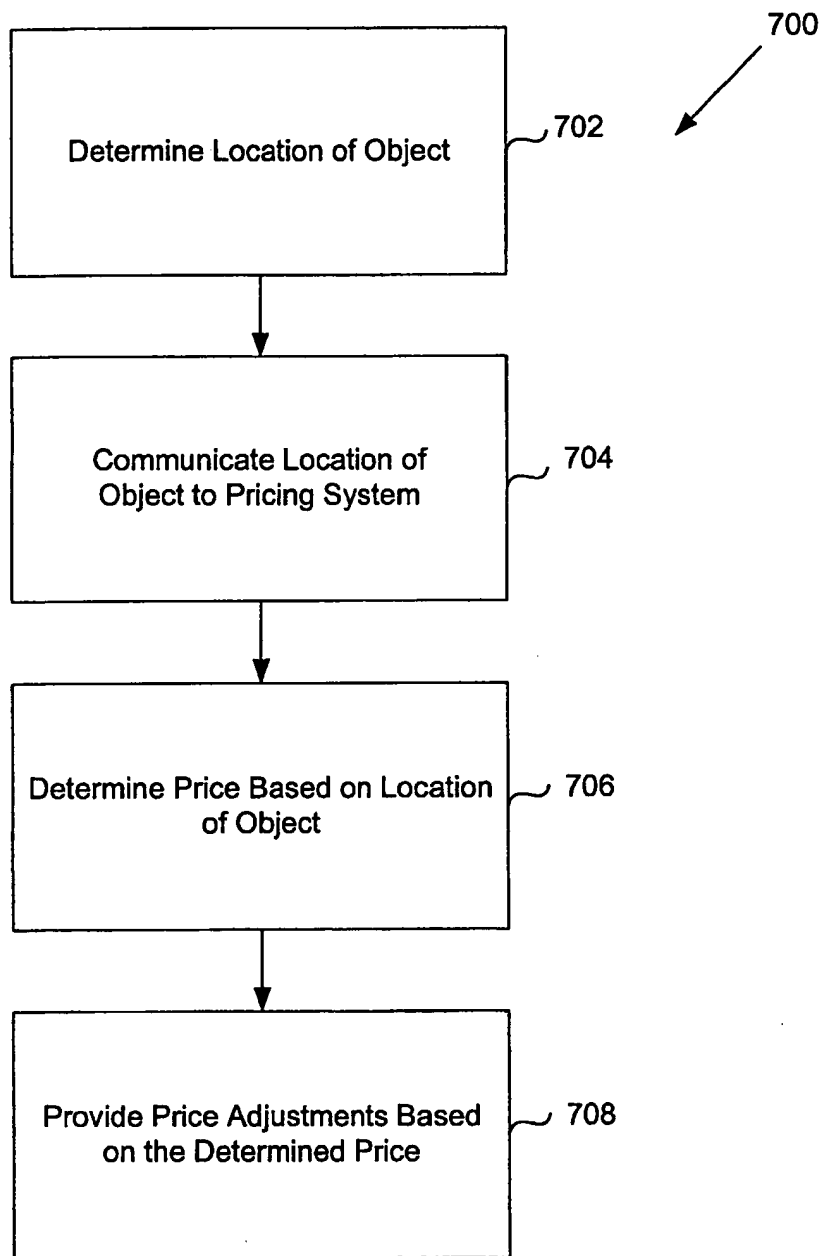 700
Determine Location of Object
702
Communicate Location of
Object to Pricing System
704
Determine Price Based on Location
of Object
706
Provide Price Adjustments Based
on the Determined Price
708